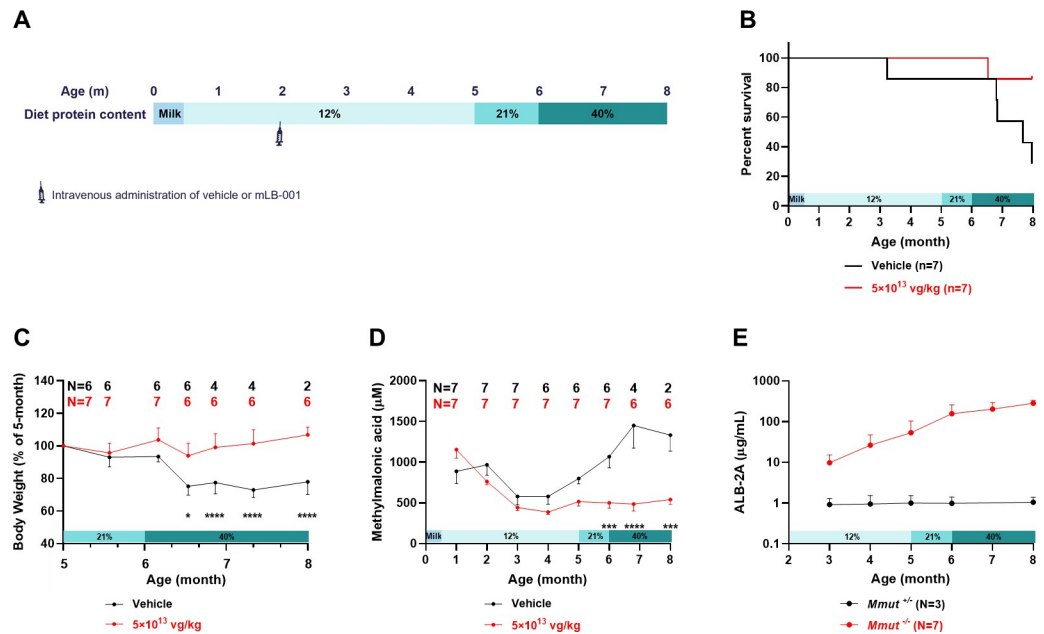 A
Age (m) 0 1 2 3 4 5 6 7 8
Diet protein content Milk 12% 21% 40%
Intravenous administration of vehicle or mLB-001
B
Percent survival
100
80
60
40
20
0
Milk 12% 21% 40%
0 1 2 3 4 5 6 7 8
Age (month)
Vehicle (n=7)
5×10¹³ vg/kg (n=7)
C
Body Weight (% of 5-month)
N=6 6 6 6 4 4 2
N=7 7 7 6 6 6 6
140
120
100
80
60
40
* **** **** ****
21% 40%
5 6 7 8
Age (month)
Vehicle
5×10¹³ vg/kg
D
Methylmalonic acid (μM)
N=7 7 7 6 6 6 4 2
N=7 7 7 7 7 7 6 6
2000
1500
1000
500
0
*** **** ***
Milk 12% 21% 40%
0 1 2 3 4 5 6 7 8
Age (month)
Vehicle
5×10¹³ vg/kg
E
ALB-2A (μg/mL)
1000
100
10
1
0.1
12% 21% 40%
2 3 4 5 6 7 8
Age (month)
Mmut +/- (N=3)
Mmut -/- (N=7)